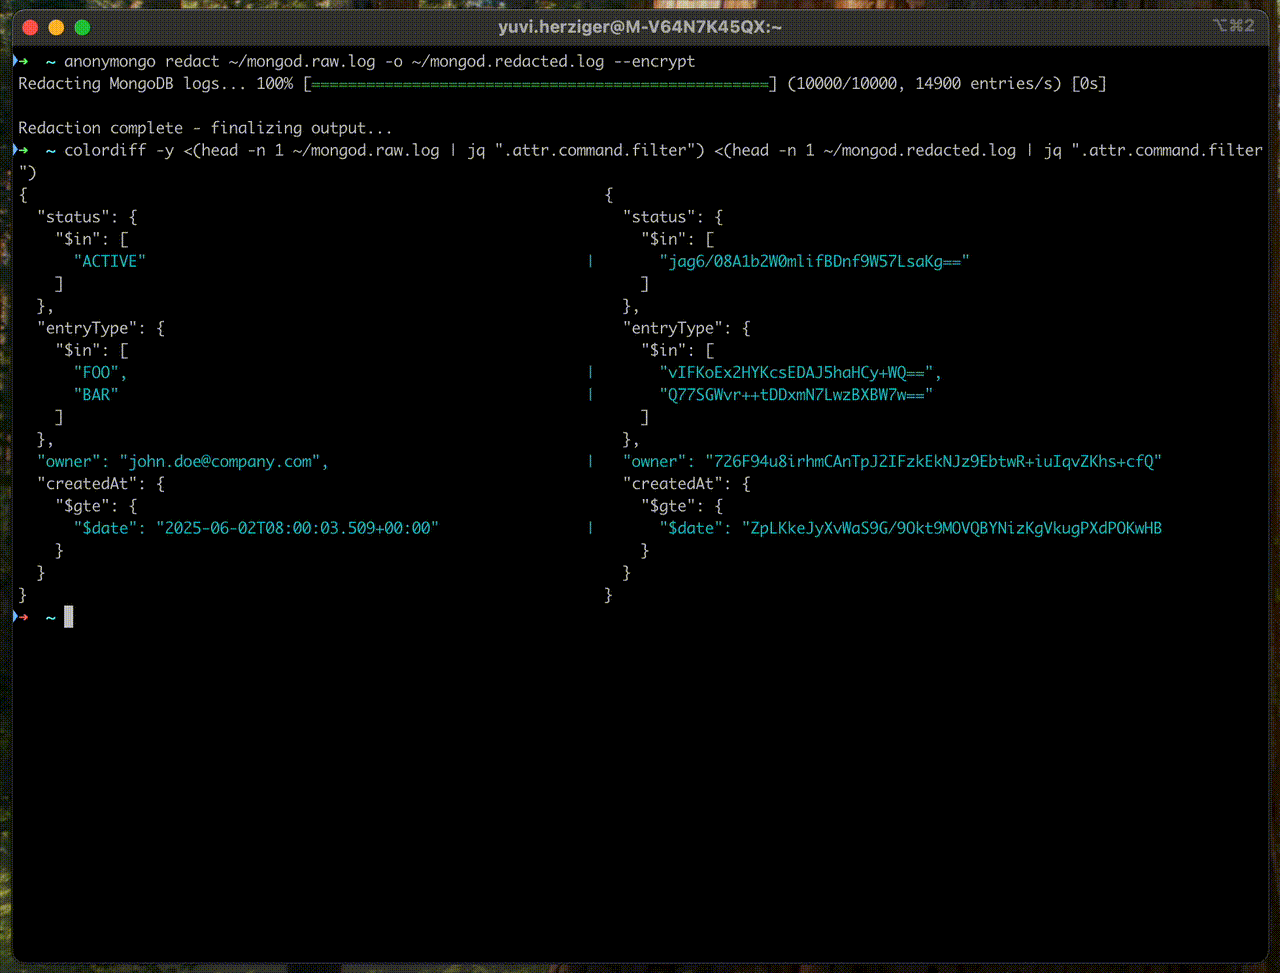 yuvi.herziger@M-V64N7K45QX:~ ⌥⌘2
➜ ~ anonymongo redact ~/mongod.raw.log -o ~/mongod.redacted.log --encrypt
Redacting MongoDB logs... 100% [==================================================] (10000/10000, 14900 entries/s) [0s]
Redaction complete - finalizing output...
➜ ~ colordiff -y <(head -n 1 ~/mongod.raw.log | jq ".attr.command.filter") <(head -n 1 ~/mongod.redacted.log | jq ".attr.command.filter
")
{ {
"status": { "status": {
"$in": [ "$in": [
"ACTIVE" | "jag6/08A1b2W0mlifBDnf9W57LsaKg=="
] ]
}, },
"entryType": { "entryType": {
"$in": [ "$in": [
"FOO", | "vIFKoEx2HYKcsEDAJ5haHCy+WQ==",
"BAR" | "Q77SGWvr++tDDxmN7LwzBXBW7w=="
] ]
}, },
"owner": "john.doe@company.com", | "owner": "726F94u8irhmCAnTpJ2IFzkEkNJz9EbtwR+iuIqvZKhs+cfQ"
"createdAt": { "createdAt": {
"$gte": { "$gte": {
"$date": "2025-06-02T08:00:03.509+00:00" | "$date": "ZpLKkeJyXvWaS9G/9Okt9MOVQBYNizKgVkugPXdPOKwHB
} }
} }
} }
➜ ~